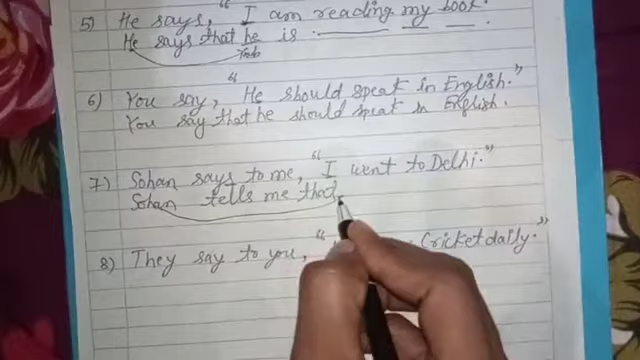 5) He says, "I am reading my book.
He says that he is
6) You say, "He should speak in English."
You say that he should speak in English.
7) Sohan says to me, "I went to Delhi."
Sohan tells me that
8) They say to you, " Cricket daily."